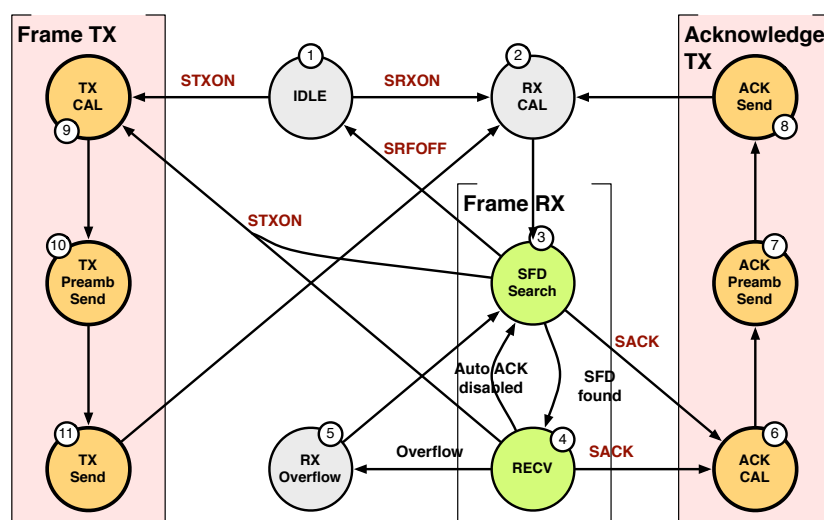 Frame TX
Acknowledge
TX
1
2
STXON
SRXON
TX
CAL
IDLE
RX
CAL
ACK
Send
9
8
SRFOFF
Frame RX
STXON
3
10
7
TX
Preamb
Send
SFD
Search
ACK
Preamb
Send
SACK
Auto ACK
disabled
SFD
found
11
5
4
6
TX
Send
RX
Overflow
Overflow
RECV
SACK
ACK
CAL